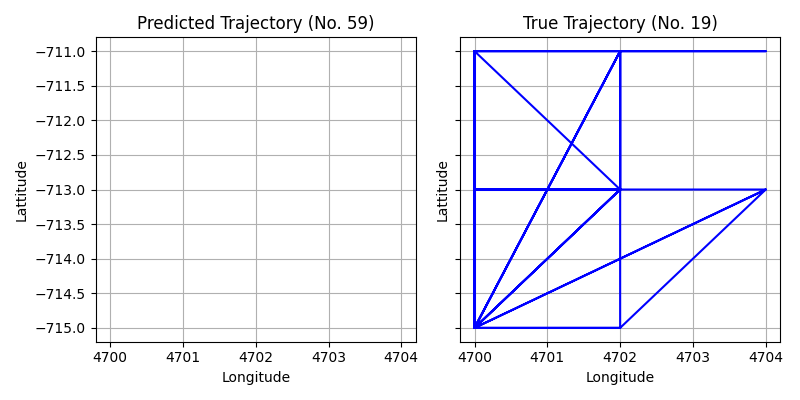 Predicted Trajectory (No. 59)
−711.0
−711.5
−712.0
−712.5
−713.0
−713.5
−714.0
−714.5
−715.0
Lattitude
4700 4701 4702 4703 4704
Longitude
True Trajectory (No. 19)
Lattitude
4700 4701 4702 4703 4704
Longitude